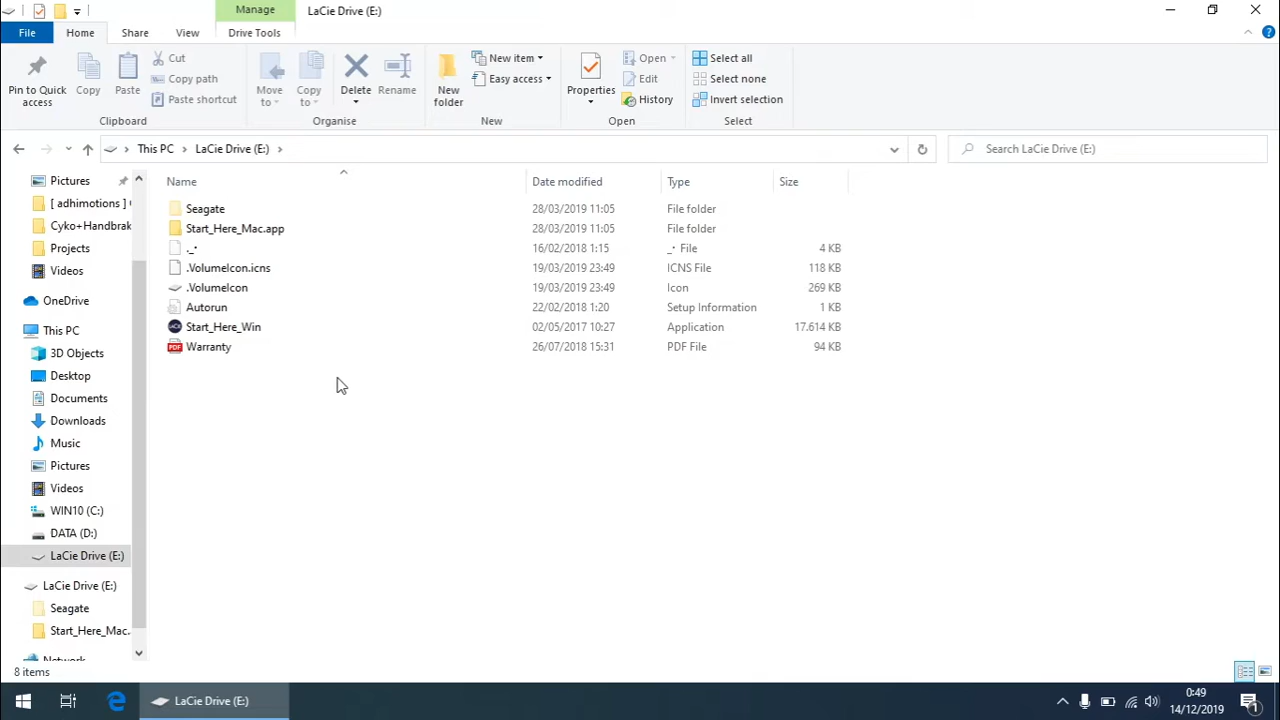 Manage
LaCie Drive (E:)
File
Home
Share
View
Drive Tools
Pin to Quick access
Copy
Paste
Cut
Copy path
Paste shortcut
Clipboard
Move to
Copy to
Delete
Rename
Organise
New folder
New item
Easy access
New
Properties
Open
Edit
History
Open
Select all
Select none
Invert selection
Select
This PC
LaCie Drive (E:)
Search LaCie Drive (E:)
Name
Date modified
Type
Size
Seagate 28/03/2019 11:05 File folder
Start_Here_Mac.app 28/03/2019 11:05 File folder
._• 16/02/2018 1:15 _• File 4 KB
.VolumeIcon.icns 19/03/2019 23:49 ICNS File 118 KB
.VolumeIcon 19/03/2019 23:49 Icon 269 KB
Autorun 22/02/2018 1:20 Setup Information 1 KB
Start_Here_Win 02/05/2017 10:27 Application 17.614 KB
Warranty 26/07/2018 15:31 PDF File 94 KB
Pictures
[ adhimotions ]
Cyko+Handbrak
Projects
Videos
OneDrive
This PC
3D Objects
Desktop
Documents
Downloads
Music
Pictures
Videos
WIN10 (C:)
DATA (D:)
LaCie Drive (E:)
LaCie Drive (E:)
Seagate
Start_Here_Mac.
Network
8 items
LaCie Drive (E:)
0:49
14/12/2019
1